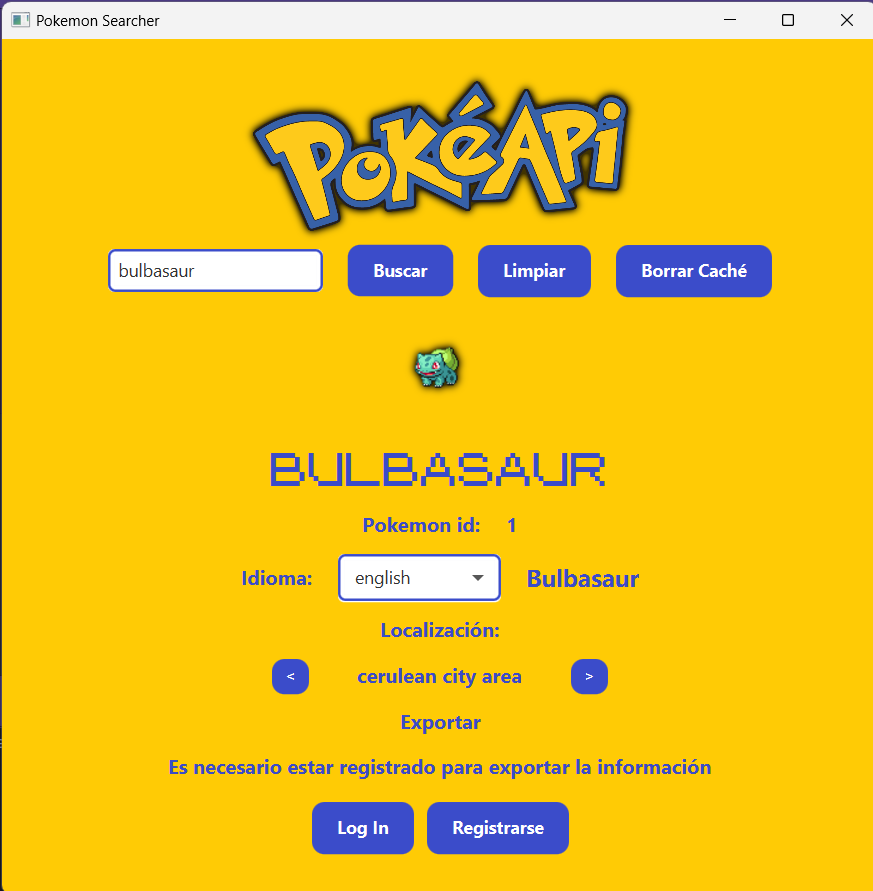 Pokemon Searcher
PokéApi
bulbasaur
Buscar
Limpiar
Borrar Caché
BULBASAUR
Pokemon id: 1
Idioma: english Bulbasaur
Localización:
< cerulean city area >
Exportar
Es necesario estar registrado para exportar la información
Log In
Registrarse